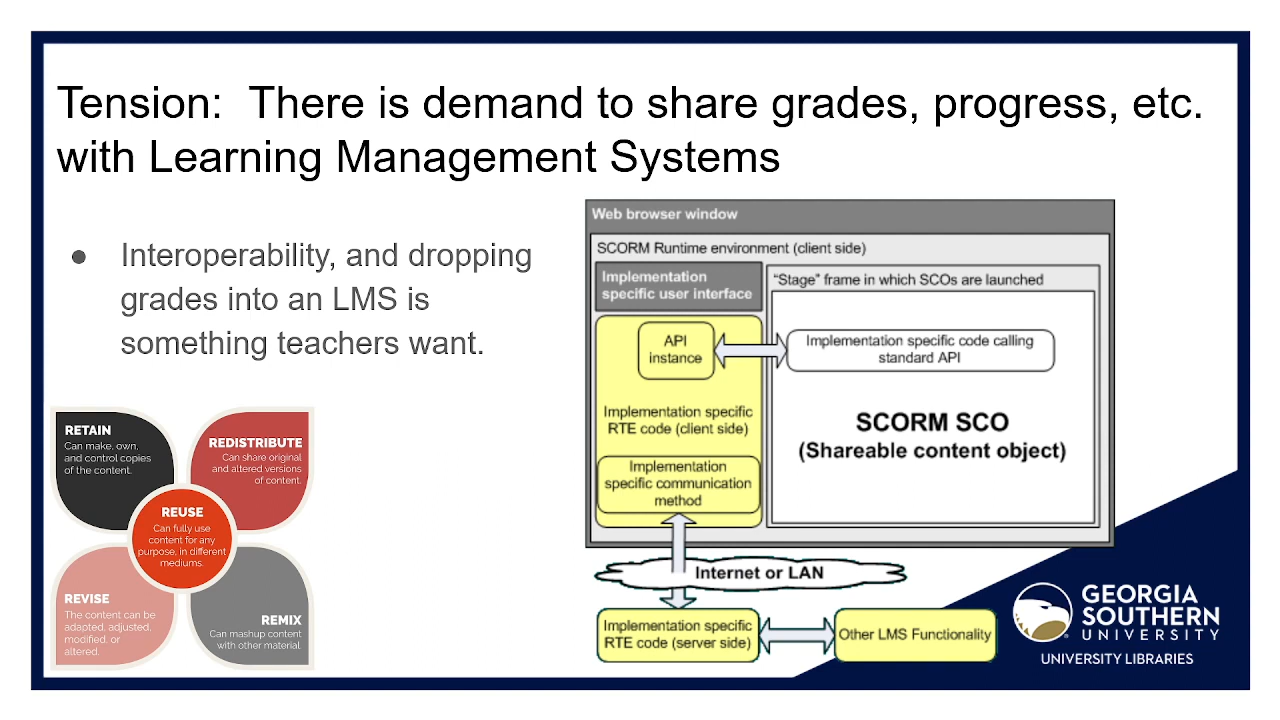 Tension:  There is demand to share grades, progress, etc.
with Learning Management Systems
● Interoperability, and dropping
grades into an LMS is
something teachers want.
RETAIN
Can make, own,
and control copies
of the content.
REDISTRIBUTE
Can share original
and altered versions
of content.
REUSE
Can fully use
content for any
purpose, in different
mediums.
REVISE
The content can be
adapted, adjusted,
modified, or
altered.
REMIX
Can mashup content
with other material.
Web browser window
SCORM Runtime environment (client side)
Implementation
specific user interface
“Stage” frame in which SCOs are launched
API
instance
Implementation specific code calling
standard API
Implementation specific
RTE code (client side)
SCORM SCO
(Shareable content object)
Implementation
specific communication
method
Internet or LAN
Implementation specific
RTE code (server side)
Other LMS Functionality
GEORGIA
SOUTHERN
UNIVERSITY
®
UNIVERSITY LIBRARIES